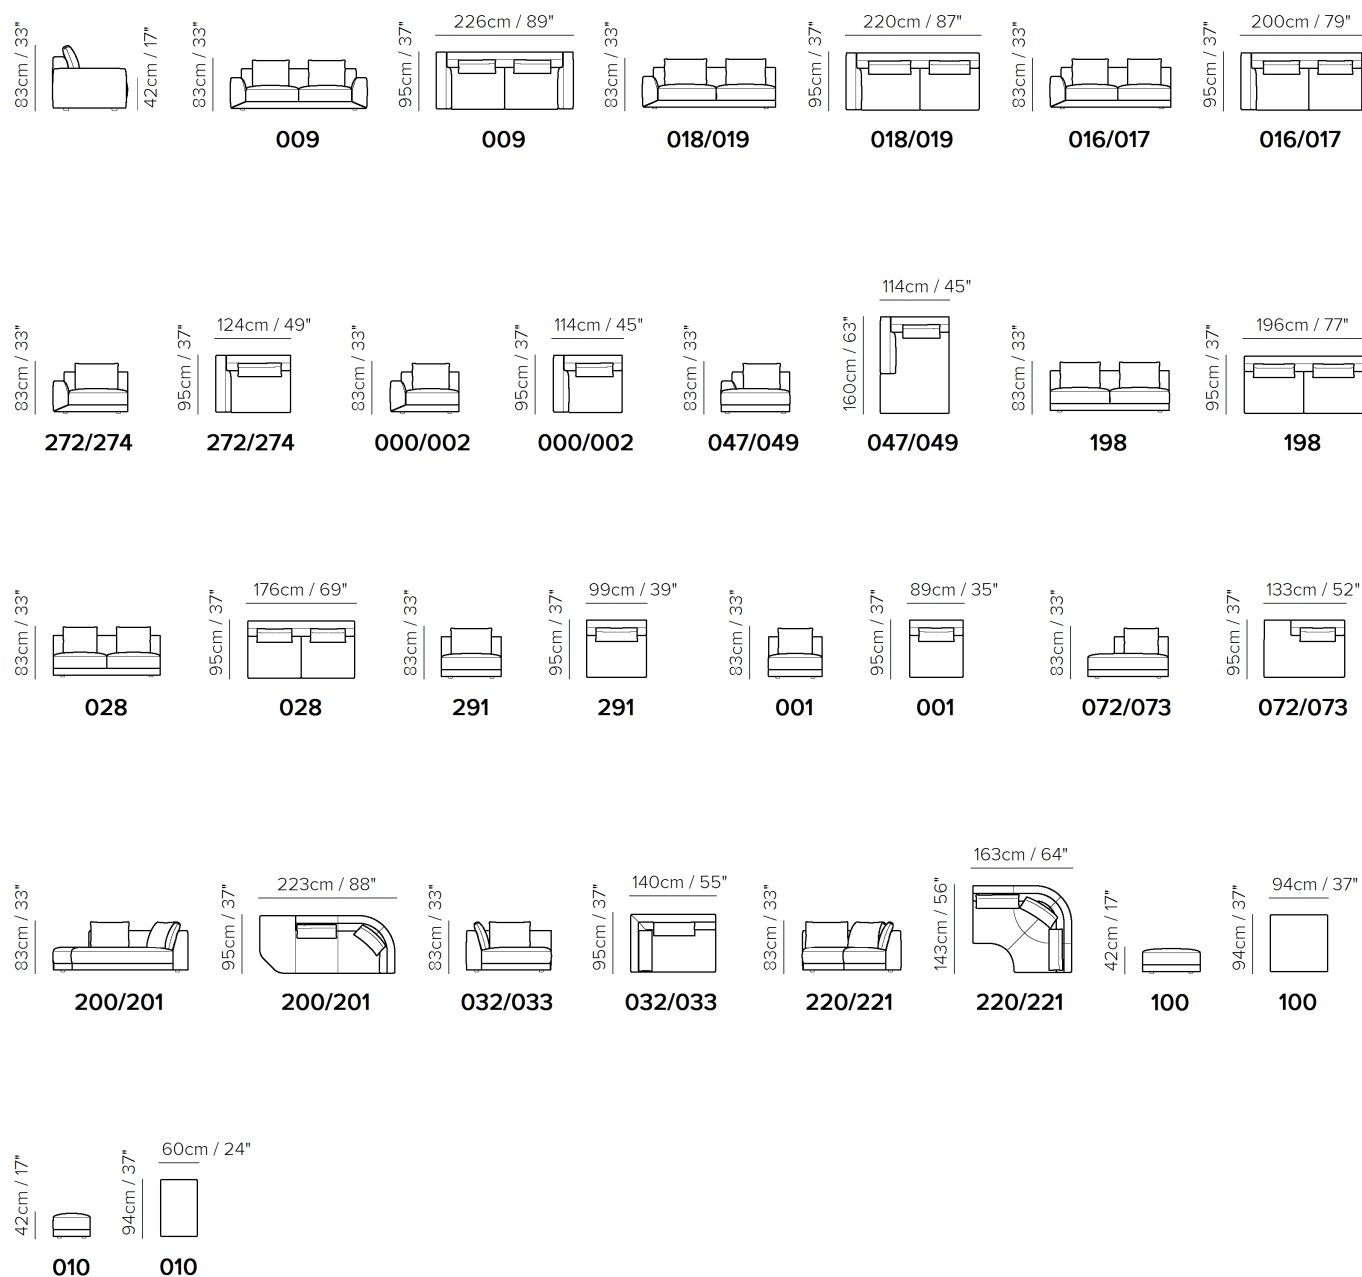 83cm / 33" 42cm / 17" 83cm / 33" 95cm / 37" 226cm / 89" 83cm / 33" 95cm / 37" 220cm / 87" 83cm / 33" 95cm / 37" 200cm / 79"
009 009 018/019 018/019 016/017 016/017
83cm / 33" 95cm / 37" 124cm / 49" 83cm / 33" 95cm / 37" 114cm / 45" 83cm / 33" 160cm / 63" 114cm / 45" 83cm / 33" 95cm / 37" 196cm / 77"
272/274 272/274 000/002 000/002 047/049 047/049 198 198
83cm / 33" 95cm / 37" 176cm / 69" 83cm / 33" 95cm / 37" 99cm / 39" 83cm / 33" 95cm / 37" 89cm / 35" 83cm / 33" 95cm / 37" 133cm / 52"
028 028 291 291 001 001 072/073 072/073
83cm / 33" 95cm / 37" 223cm / 88" 83cm / 33" 95cm / 37" 140cm / 55" 83cm / 33" 143cm / 56" 163cm / 64" 42cm / 17" 94cm / 37" 94cm / 37"
200/201 200/201 032/033 032/033 220/221 220/221 100 100
42cm / 17" 94cm / 37" 60cm / 24"
010 010